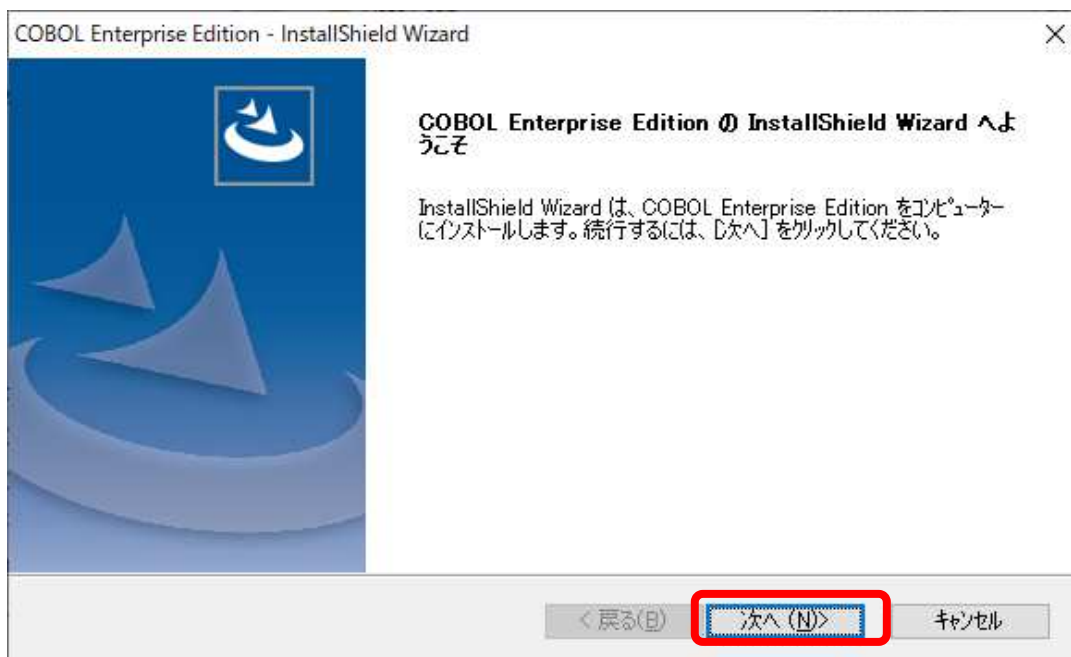 COBOL Enterprise Edition - InstallShield Wizard
COBOL Enterprise Edition の InstallShield Wizard へよ
うこそ
InstallShield Wizard は、COBOL Enterprise Edition をコンピューター
にインストールします。続行するには、[次へ] をクリックしてください。
< 戻る(B)
次へ (N)>
キャンセル